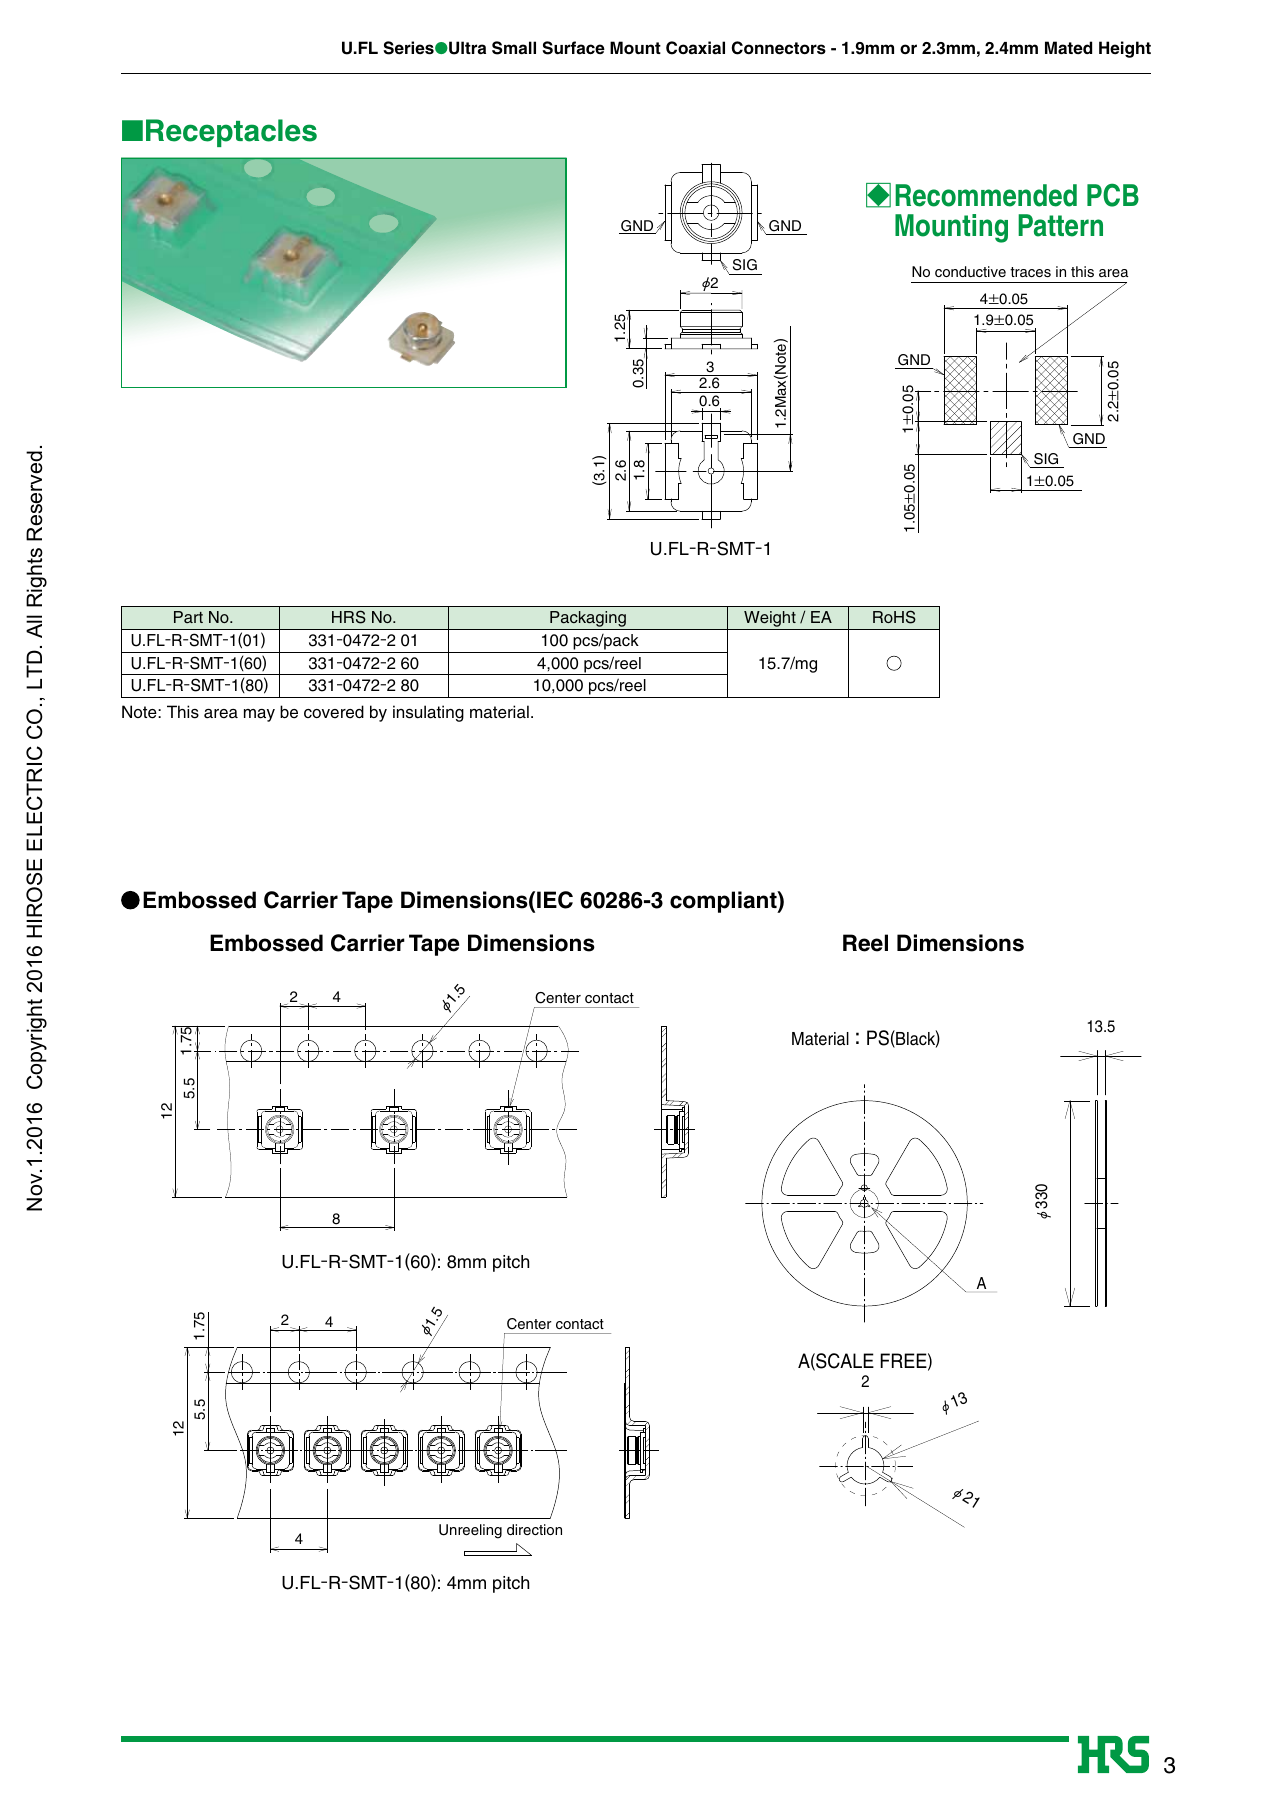 U.FL Series●Ultra Small Surface Mount Coaxial Connectors - 1.9mm or 2.3mm, 2.4mm Mated Height
■Receptacles
GND
GND
SIG
φ2
1.25
0.35
3
2.6
0.6
1.2Max(Note)
(3.1)
2.6
1.8
U.FL-R-SMT-1
◆Recommended PCB
Mounting Pattern
No conductive traces in this area
4±0.05
1.9±0.05
GND
2.2±0.05
1±0.05
GND
SIG
1±0.05
1.05±0.05
Part No. HRS No. Packaging Weight / EA RoHS
U.FL-R-SMT-1(01) 331-0472-2 01 100 pcs/pack
U.FL-R-SMT-1(60) 331-0472-2 60 4,000 pcs/reel 15.7/mg ○
U.FL-R-SMT-1(80) 331-0472-2 80 10,000 pcs/reel
Note: This area may be covered by insulating material.
Nov.1.2016 Copyright 2016 HIROSE ELECTRIC CO., LTD. All Rights Reserved.
●Embossed Carrier Tape Dimensions(IEC 60286-3 compliant)
Embossed Carrier Tape Dimensions
2
4
φ1.5
Center contact
1.75
5.5
12
8
U.FL-R-SMT-1(60): 8mm pitch
1.75
2
4
φ1.5
Center contact
5.5
12
4
Unreeling direction
U.FL-R-SMT-1(80): 4mm pitch
Reel Dimensions
Material : PS(Black)
13.5
φ330
A
A(SCALE FREE)
2
φ13
φ21
HRS
3